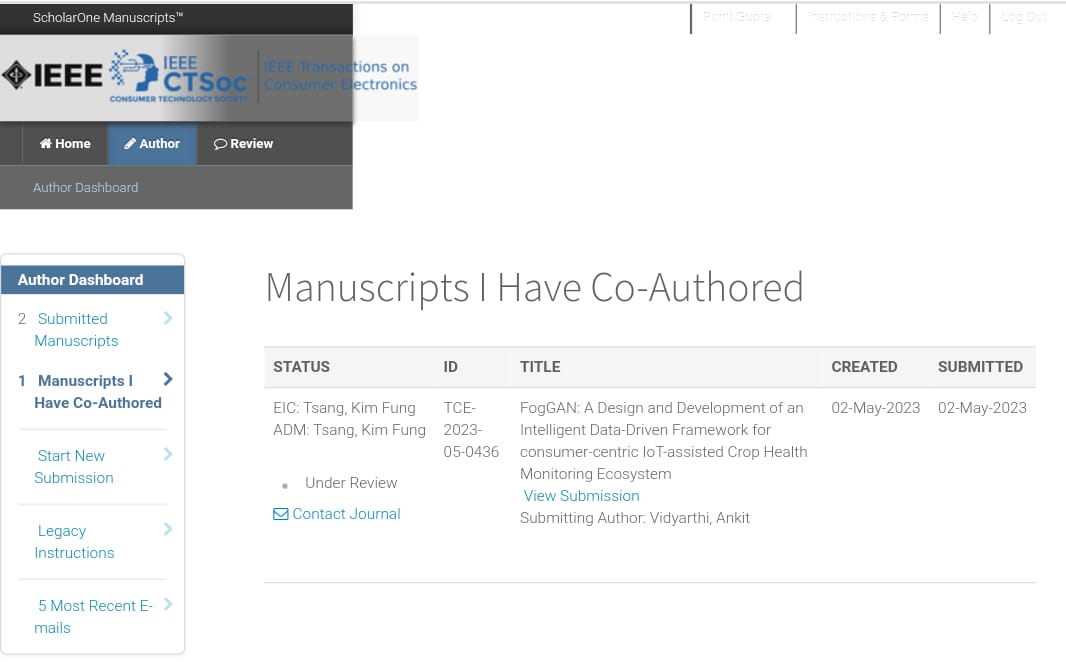 ScholarOne Manuscripts™
Punit Gupta
Instructions & Forms
Help
Log Out
IEEE
IEEE
CTSoc
CONSUMER TECHNOLOGY SOCIETY
IEEE Transactions on
Consumer Electronics
Home
Author
Review
Author Dashboard
Author Dashboard
2 Submitted
Manuscripts
1 Manuscripts I
Have Co-Authored
Start New
Submission
Legacy
Instructions
5 Most Recent E-
mails
Manuscripts I Have Co-Authored
STATUS ID TITLE CREATED SUBMITTED
EIC: Tsang, Kim Fung
ADM: Tsang, Kim Fung
Under Review
Contact Journal
TCE-
2023-
05-0436
FogGAN: A Design and Development of an
Intelligent Data-Driven Framework for
consumer-centric IoT-assisted Crop Health
Monitoring Ecosystem
View Submission
Submitting Author: Vidyarthi, Ankit
02-May-2023
02-May-2023